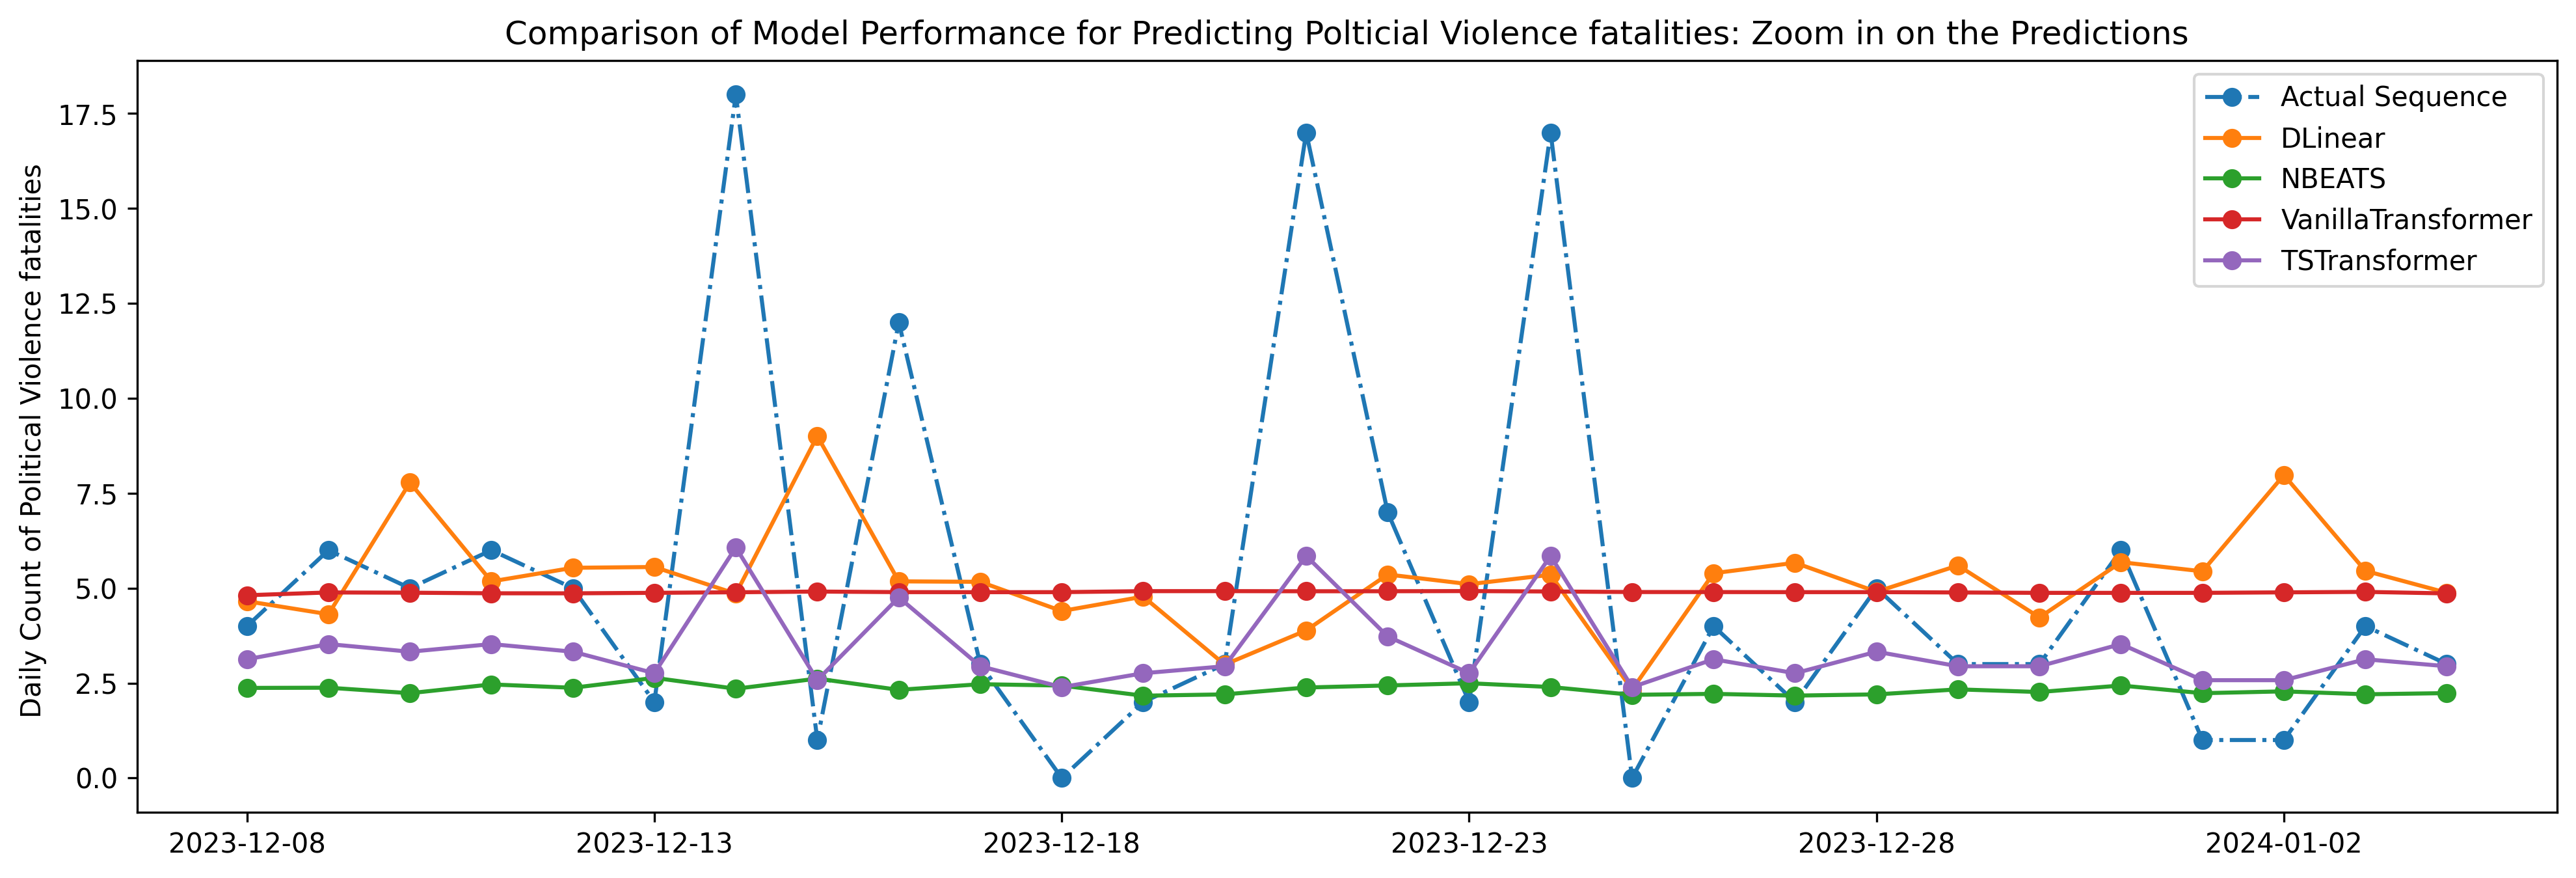 Comparison of Model Performance for Predicting Polticial Violence fatalities: Zoom in on the Predictions
Daily Count of Political Violence fatalities
17.5
15.0
12.5
10.0
7.5
5.0
2.5
0.0
Actual Sequence
DLinear
NBEATS
VanillaTransformer
TSTransformer
2023-12-08
2023-12-13
2023-12-18
2023-12-23
2023-12-28
2024-01-02